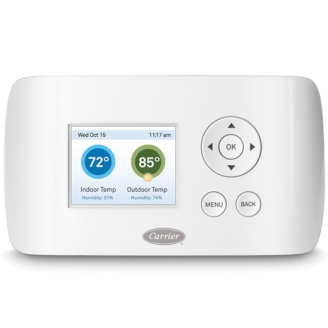 Wed Oct 15 11:17 am
72° 85°
Indoor Temp Outdoor Temp
Humidity: 51% Humidity: 74%
OK
MENU BACK
Carrier